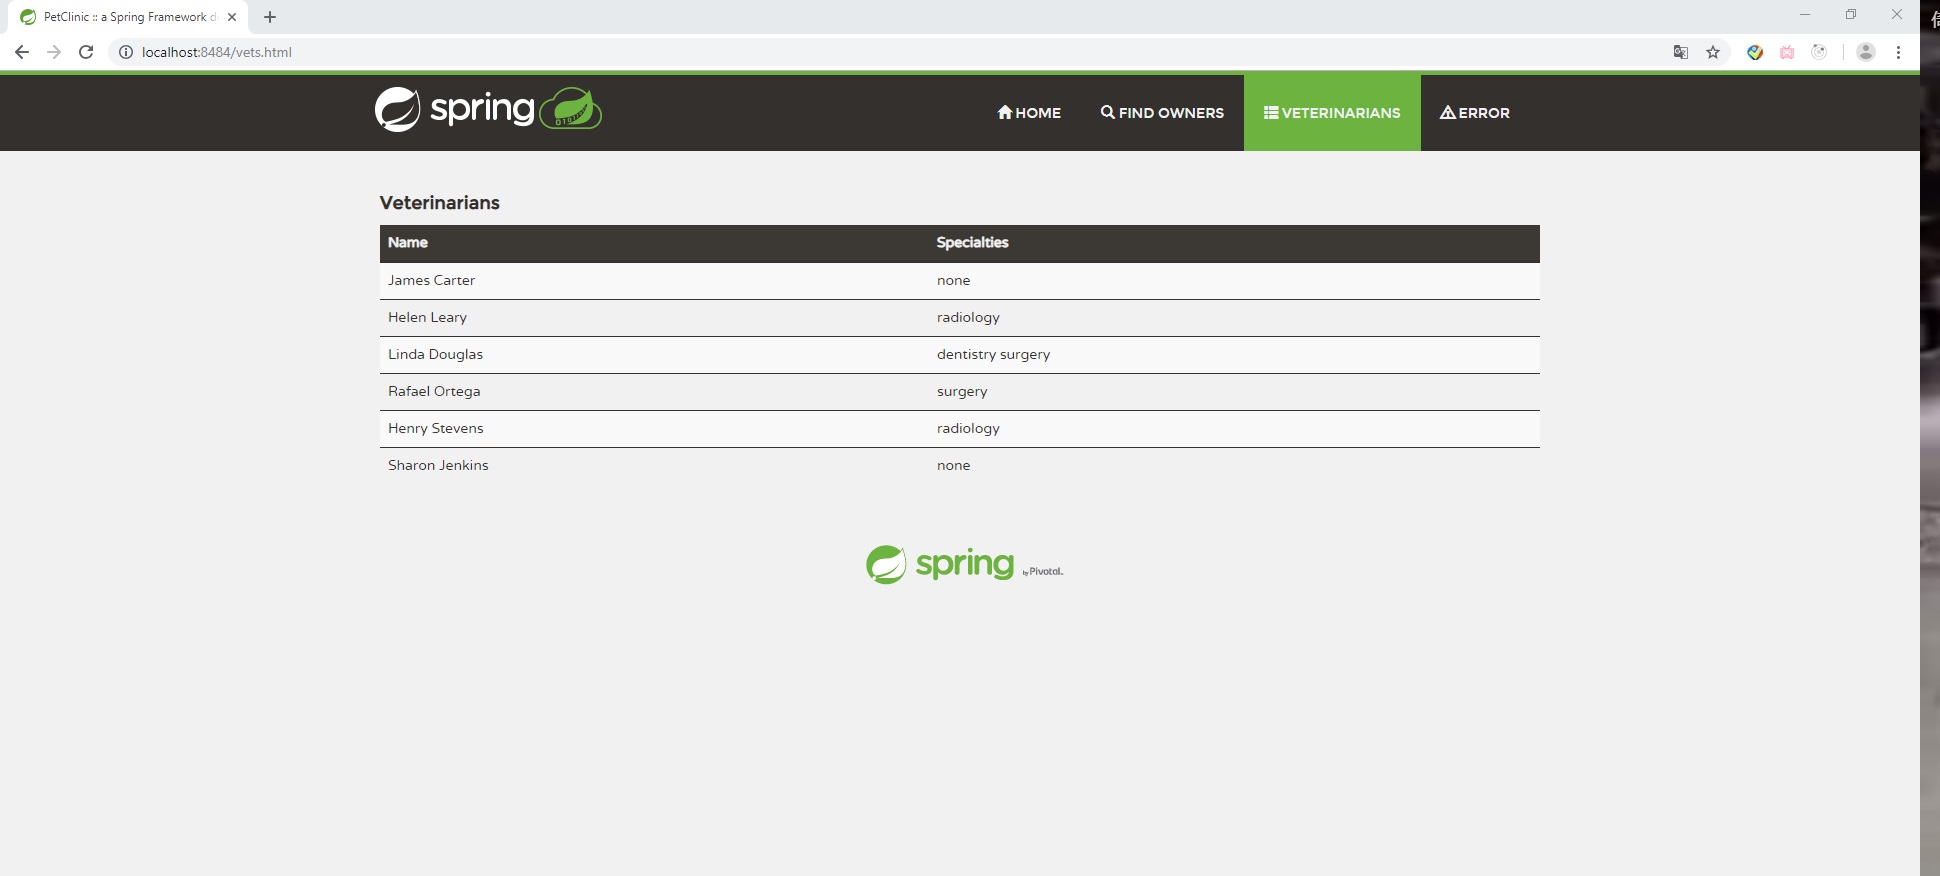 PetClinic :: a Spring Framework d
localhost:8484/vets.html
spring
HOME
FIND OWNERS
VETERINARIANS
ERROR
Veterinarians
Name Specialties
James Carter none
Helen Leary radiology
Linda Douglas dentistry surgery
Rafael Ortega surgery
Henry Stevens radiology
Sharon Jenkins none
spring by Pivotal